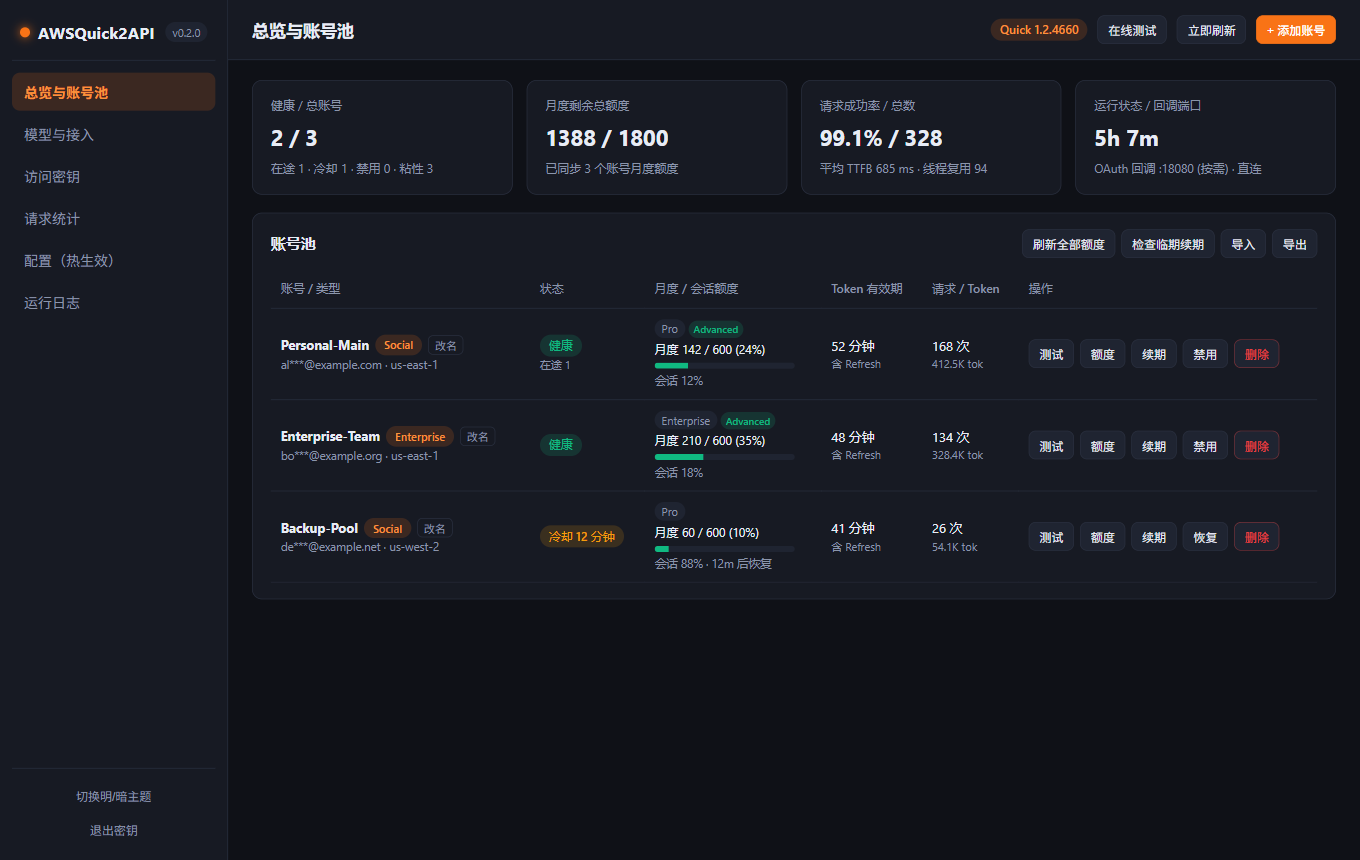 AWSQuick2API v0.2.0
总览与账号池
模型与接入
访问密钥
请求统计
配置（热生效）
运行日志
切换明/暗主题
退出密钥
总览与账号池
Quick 1.2.4660
在线测试
立即刷新
+ 添加账号
健康 / 总账号
2 / 3
在途 1 · 冷却 1 · 禁用 0 · 粘性 3
月度剩余总额度
1388 / 1800
已同步 3 个账号月度额度
请求成功率 / 总数
99.1% / 328
平均 TTFB 685 ms · 线程复用 94
运行状态 / 回调端口
5h 7m
OAuth 回调 :18080 (按需) · 直连
账号池
刷新全部额度
检查临期续期
导入
导出
账号 / 类型
状态
月度 / 会话额度
Token 有效期
请求 / Token
操作
Personal-Main Social 改名
al***@example.com · us-east-1
健康
在途 1
Pro Advanced
月度 142 / 600 (24%)
会话 12%
52 分钟
含 Refresh
168 次
412.5K tok
测试 额度 续期 禁用 删除
Enterprise-Team Enterprise 改名
bo***@example.org · us-east-1
健康
Enterprise Advanced
月度 210 / 600 (35%)
会话 18%
48 分钟
含 Refresh
134 次
328.4K tok
测试 额度 续期 禁用 删除
Backup-Pool Social 改名
de***@example.net · us-west-2
冷却 12 分钟
Pro
月度 60 / 600 (10%)
会话 88% · 12m 后恢复
41 分钟
含 Refresh
26 次
54.1K tok
测试 额度 续期 恢复 删除